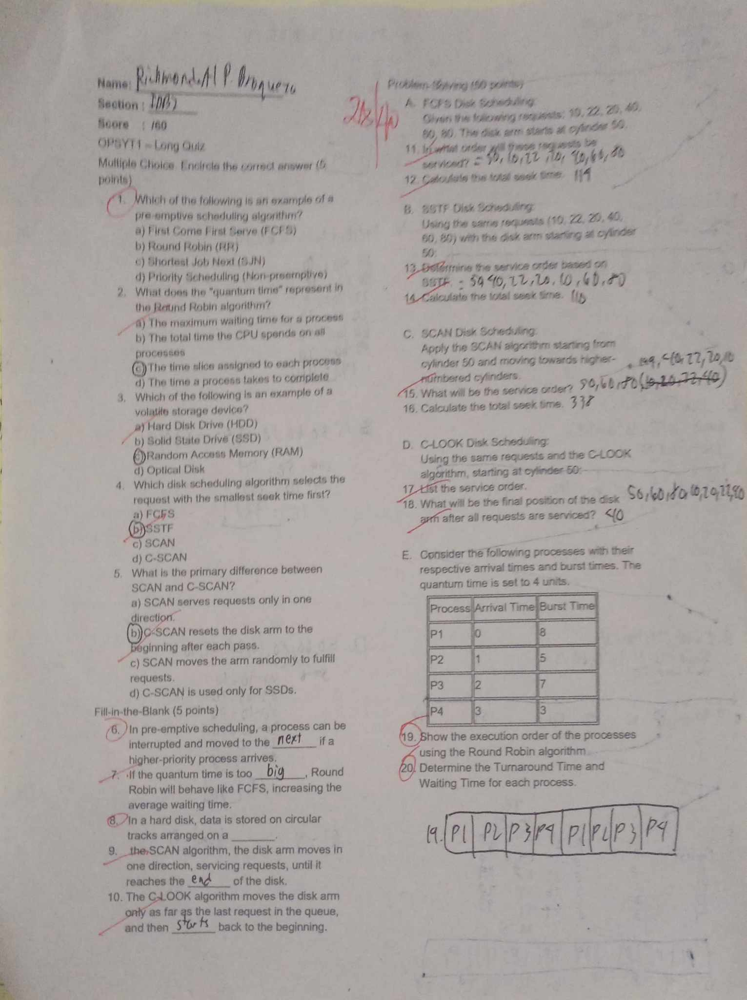 Name: Richmond Al P. Broquero
Section :
Score : /60
OPSYT1 – Long Quiz
Multiple Choice. Encircle the correct answer (5
points)
1. Which of the following is an example of a
pre-emptive scheduling algorithm?
a) First Come First Serve (FCFS)
b) Round Robin (RR)
c) Shortest Job Next (SJN)
d) Priority Scheduling (Non-preemptive)
2. What does the "quantum time" represent in
the Round Robin algorithm?
a) The maximum waiting time for a process
b) The total time the CPU spends on all
processes
c) The time slice assigned to each process
d) The time a process takes to complete
3. Which of the following is an example of a
volatile storage device?
a) Hard Disk Drive (HDD)
b) Solid State Drive (SSD)
c) Random Access Memory (RAM)
d) Optical Disk
4. Which disk scheduling algorithm selects the
request with the smallest seek time first?
a) FCFS
b) SSTF
c) SCAN
d) C-SCAN
5. What is the primary difference between
SCAN and C-SCAN?
a) SCAN serves requests only in one
direction.
b) C-SCAN resets the disk arm to the
beginning after each pass.
c) SCAN moves the arm randomly to fulfill
requests.
d) C-SCAN is used only for SSDs.
Fill-in-the-Blank (5 points)
6. In pre-emptive scheduling, a process can be
interrupted and moved to the next if a
higher-priority process arrives.
7. If the quantum time is too big, Round
Robin will behave like FCFS, increasing the
average waiting time.
8. In a hard disk, data is stored on circular
tracks arranged on a ______.
9. the SCAN algorithm, the disk arm moves in
one direction, servicing requests, until it
reaches the end of the disk.
10. The C-LOOK algorithm moves the disk arm
only as far as the last request in the queue,
and then starts back to the beginning.
Problem-Solving (50 points)
A. FCFS Disk Scheduling:
Given the following requests: 10, 22, 20, 40,
60, 80. The disk arm starts at cylinder 50.
11. In what order will these requests be
serviced? = 50, 10, 22, 20, 40, 60, 80
12. Calculate the total seek time. 114
B. SSTF Disk Scheduling:
Using the same requests (10, 22, 20, 40,
60, 80) with the disk arm starting at cylinder
50:
13. Determine the service order based on
SSTF. = 50, 40, 22, 20, 10, 60, 80
14. Calculate the total seek time. 110
C. SCAN Disk Scheduling:
Apply the SCAN algorithm starting from
cylinder 50 and moving towards higher-
numbered cylinders. 199, 40, 22, 20, 10
15. What will be the service order? 50, 60, 80 (10, 20, 22, 40)
16. Calculate the total seek time. 338
D. C-LOOK Disk Scheduling:
Using the same requests and the C-LOOK
algorithm, starting at cylinder 50:
17. List the service order. 50, 60, 80, 10, 20, 22, 40
18. What will be the final position of the disk
arm after all requests are serviced? 40
E. Consider the following processes with their
respective arrival times and burst times. The
quantum time is set to 4 units.
Process Arrival Time Burst Time
P1 0 8
P2 1 5
P3 2 7
P4 3 3
19. Show the execution order of the processes
using the Round Robin algorithm
20. Determine the Turnaround Time and
Waiting Time for each process.
19. P1 P2 P3 P4 P1 P2 P3 P4